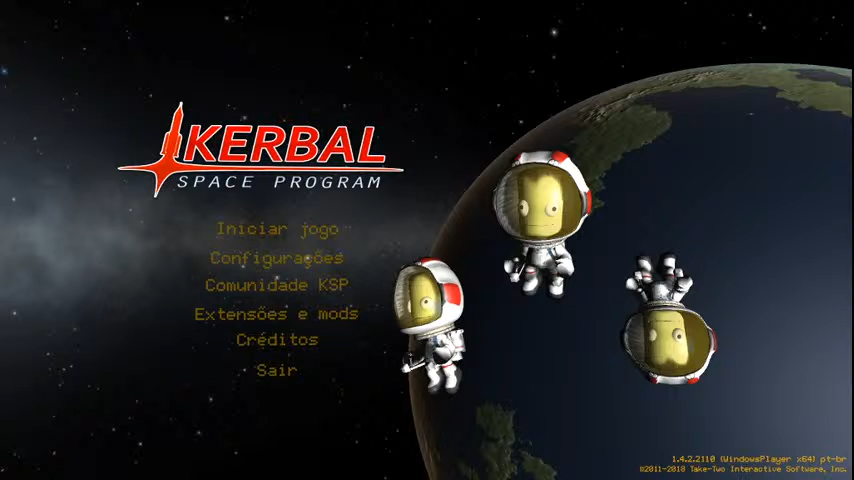 KERBAL
SPACE PROGRAM
Iniciar jogo
Configurações
Comunidade KSP
Extensões e mods
Créditos
Sair
1.4.2.2110 (WindowsPlayer x64) pt-br
©2011-2018 Take-Two Interactive Software, Inc.